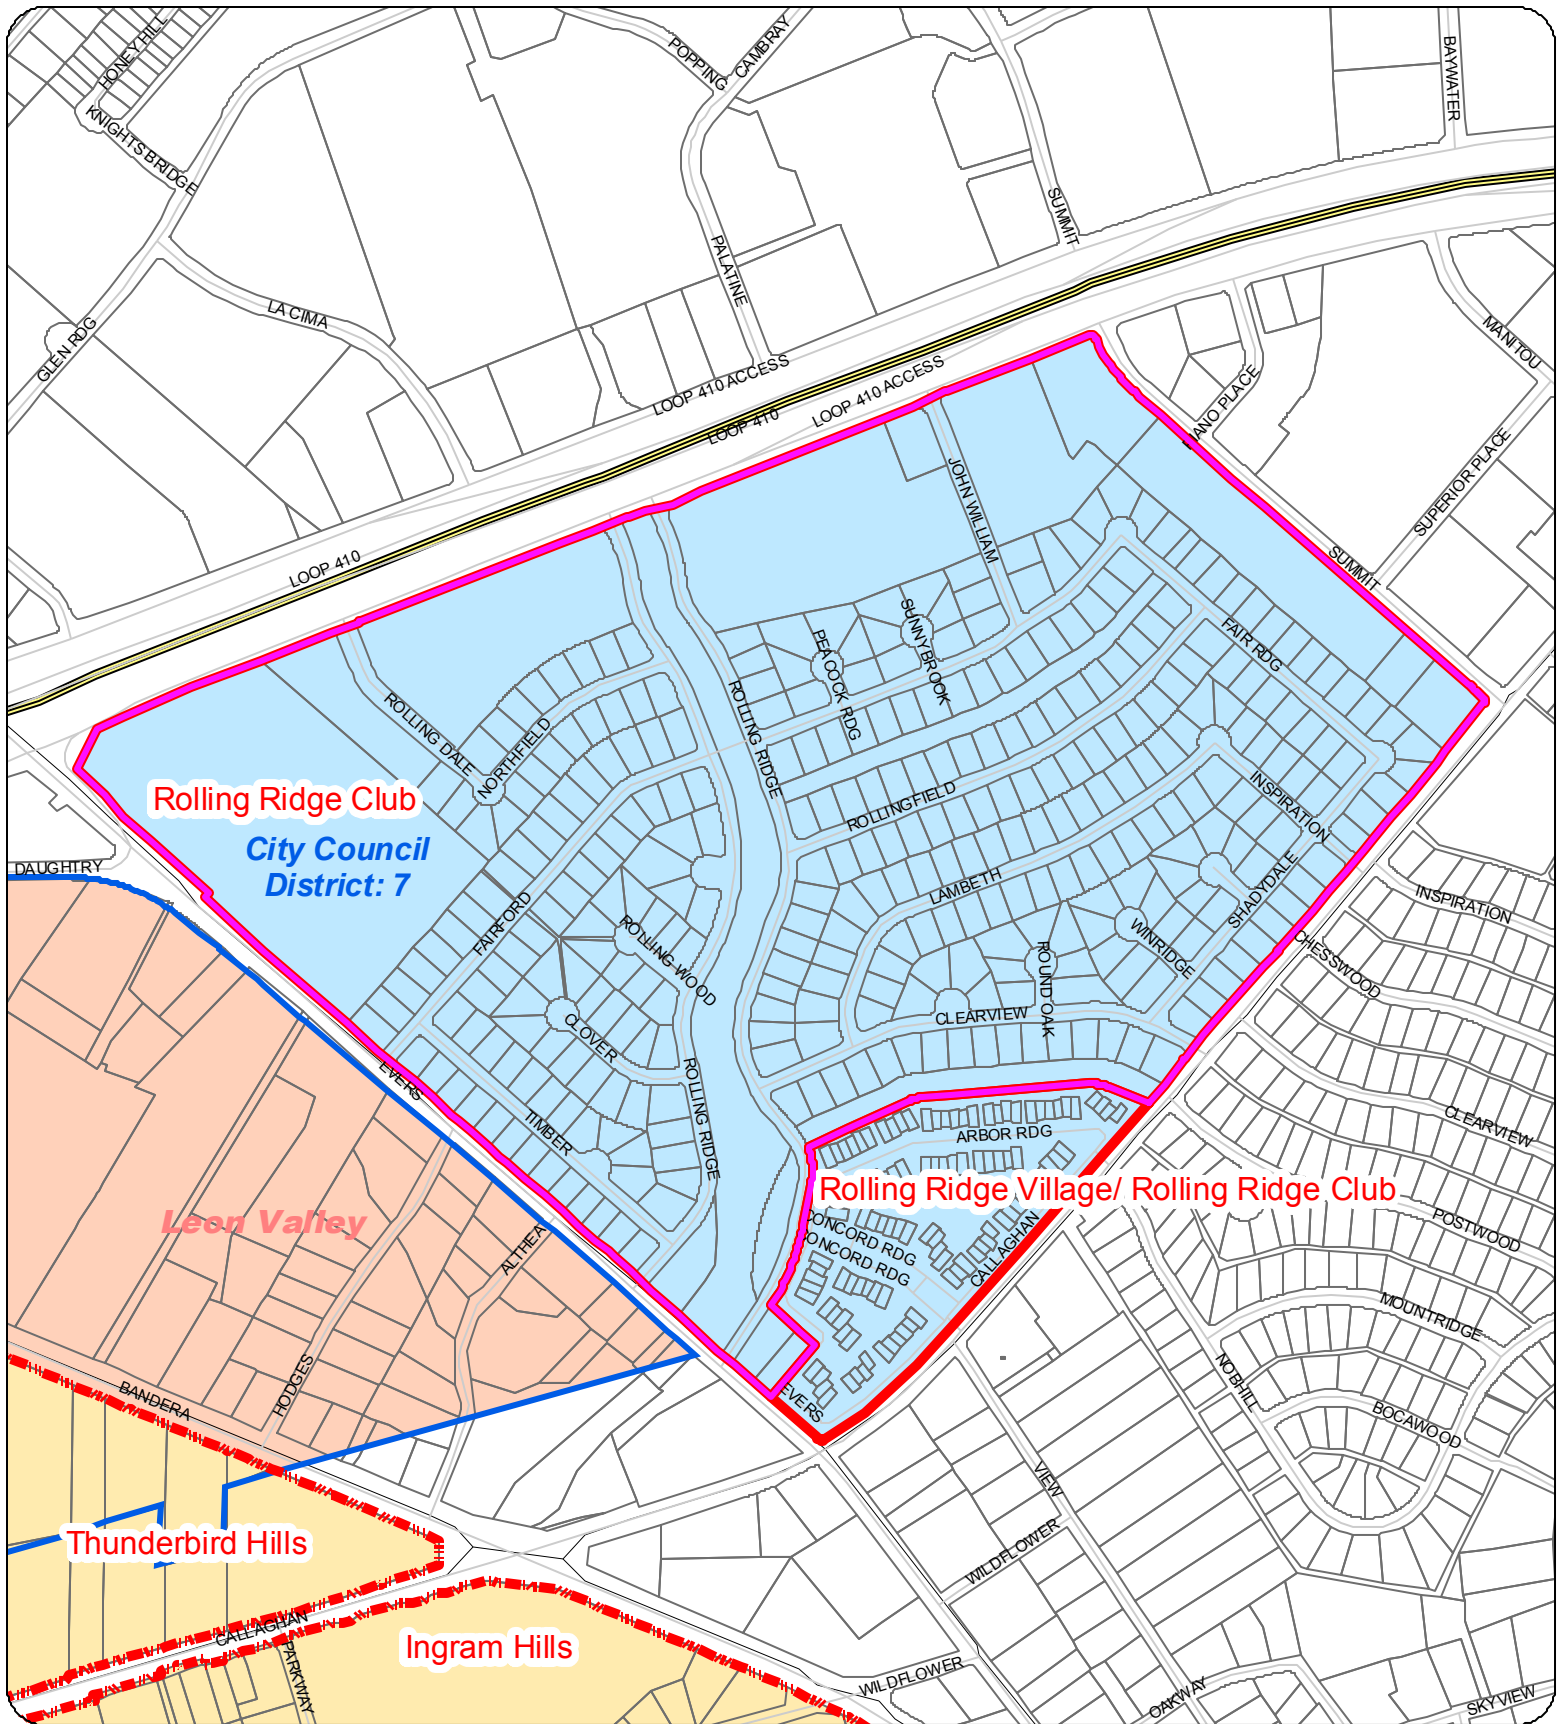 HONEY HILL
POPPING
CAMBRAY
BAYWATER
KNIGHTSBRIDGE
SUMMIT
PALATINE
LA CIMA
GLEN RDG
MANITOU
LOOP 410 ACCESS
LOOP 410 ACCESS
LOOP 410
ANO PLACE
SUPERIOR PLACE
JOHN WILLIAM
LOOP 410
SUMMIT
SUNNYBROOK
PEACOCK RDG
FAIR RDG
ROLLING DALE
NORTHFIELD
ROLLING RIDGE
Rolling Ridge Club
City Council
District: 7
ROLLINGFIELD
INSPIRATION
DAUGHTRY
LAMBETH
SHADYDALE
INSPIRATION
FAIRFORD
ROLLING WOOD
WINRIDGE
ROUND OAK
CHESSWOOD
CLOVER
CLEARVIEW
EVERS
ROLLING RIDGE
TIMBER
ARBOR RDG
CLEARVIEW
Rolling Ridge Village/ Rolling Ridge Club
Leon Valley
ALTHEA
CONCORD RDG
CONCORD RDG
CALLAGHAN
POSTWOOD
MOUNTRIDGE
HODGES
BANDERA
EVERS
NOBHILL
BOCAWOOD
VIEW
Thunderbird Hills
WILDFLOWER
CALLAGHAN
Ingram Hills
PARKWAY
WILDFLOWER
OAKWAY
SKYVIEW